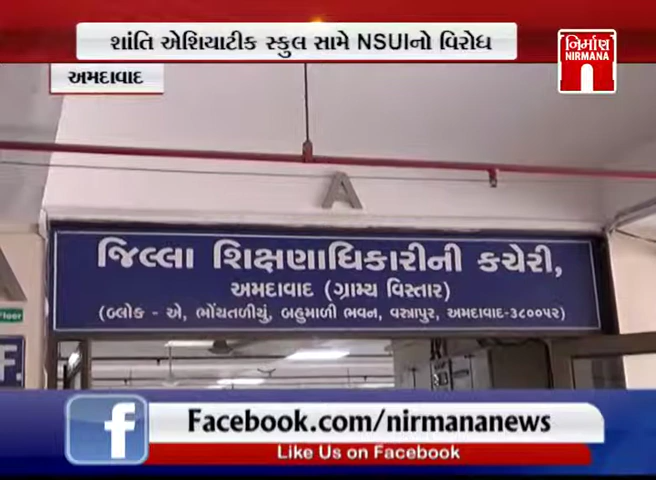 શાંતિ એશિયાટીક સ્કુલ સામે NSUIનો વિરોધ
નિર્માણ
NIRMANA
અમદાવાદ
A
જિલ્લા શિક્ષણાધિકારીની કચેરી,
અમદાવાદ (ગ્રામ્ય વિસ્તાર)
(બ્લોક - એ, ભોંયતળીયું, બહુમાળી ભવન, વસ્ત્રાપુર, અમદાવાદ-૩૮૦૦૫૨)
Floor
F.
f Facebook.com/nirmananews
Like Us on Facebook